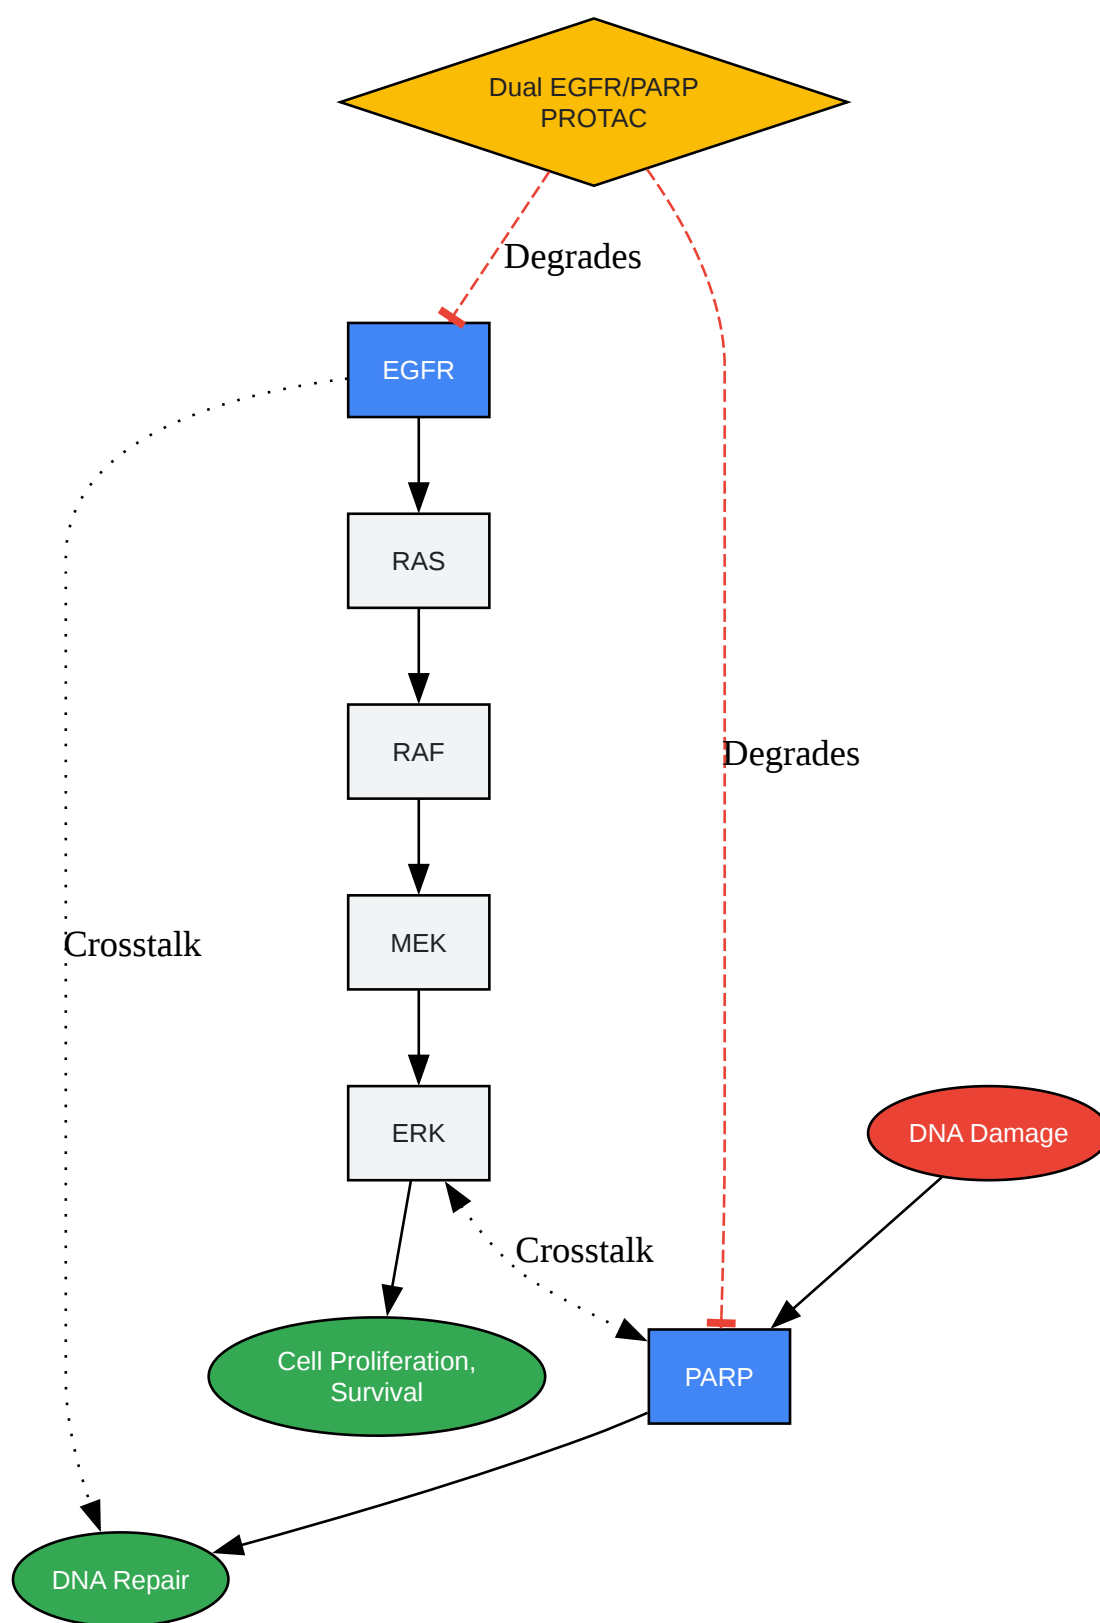 Dual EGFR/PARP
PROTAC
Degrades
EGFR
RAS
RAF
Degrades
MEK
Crosstalk
ERK
DNA Damage
Crosstalk
Cell Proliferation,
Survival
PARP
DNA Repair